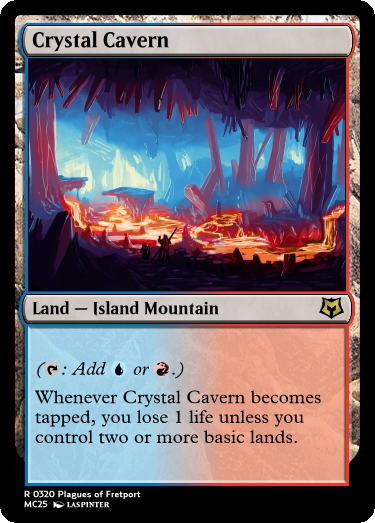 Crystal Cavern
Land — Island Mountain
(: Add or .)
Whenever Crystal Cavern becomes
tapped, you lose 1 life unless you
control two or more basic lands.
R 0320 Plagues of Fretport
MC25 LASPINTER